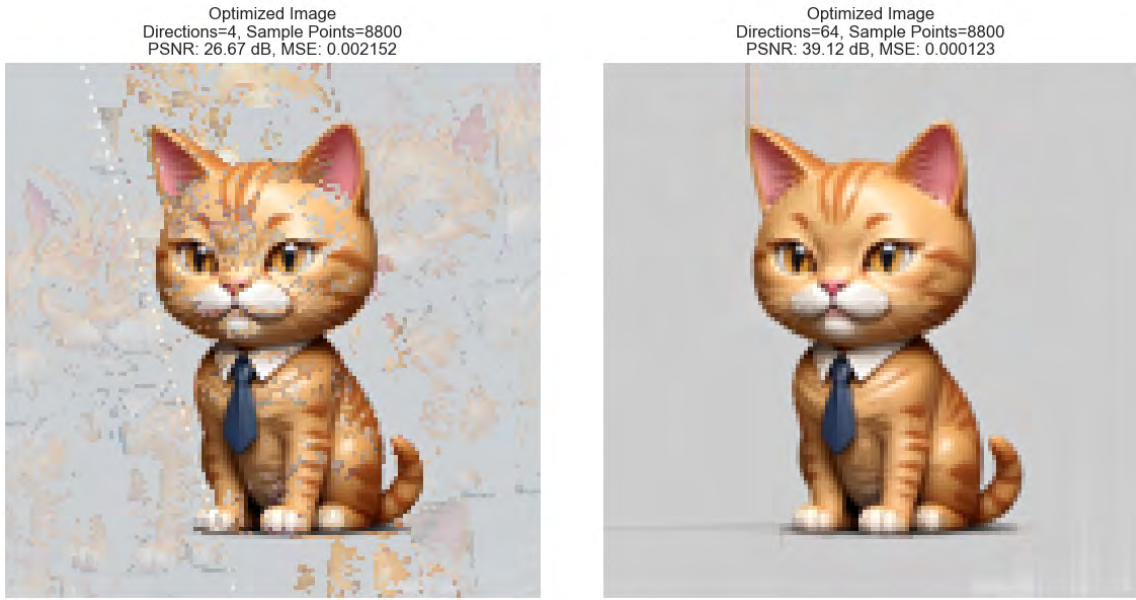 Optimized Image
Directions=4, Sample Points=8800
PSNR: 26.67 dB, MSE: 0.002152
Optimized Image
Directions=64, Sample Points=8800
PSNR: 39.12 dB, MSE: 0.000123